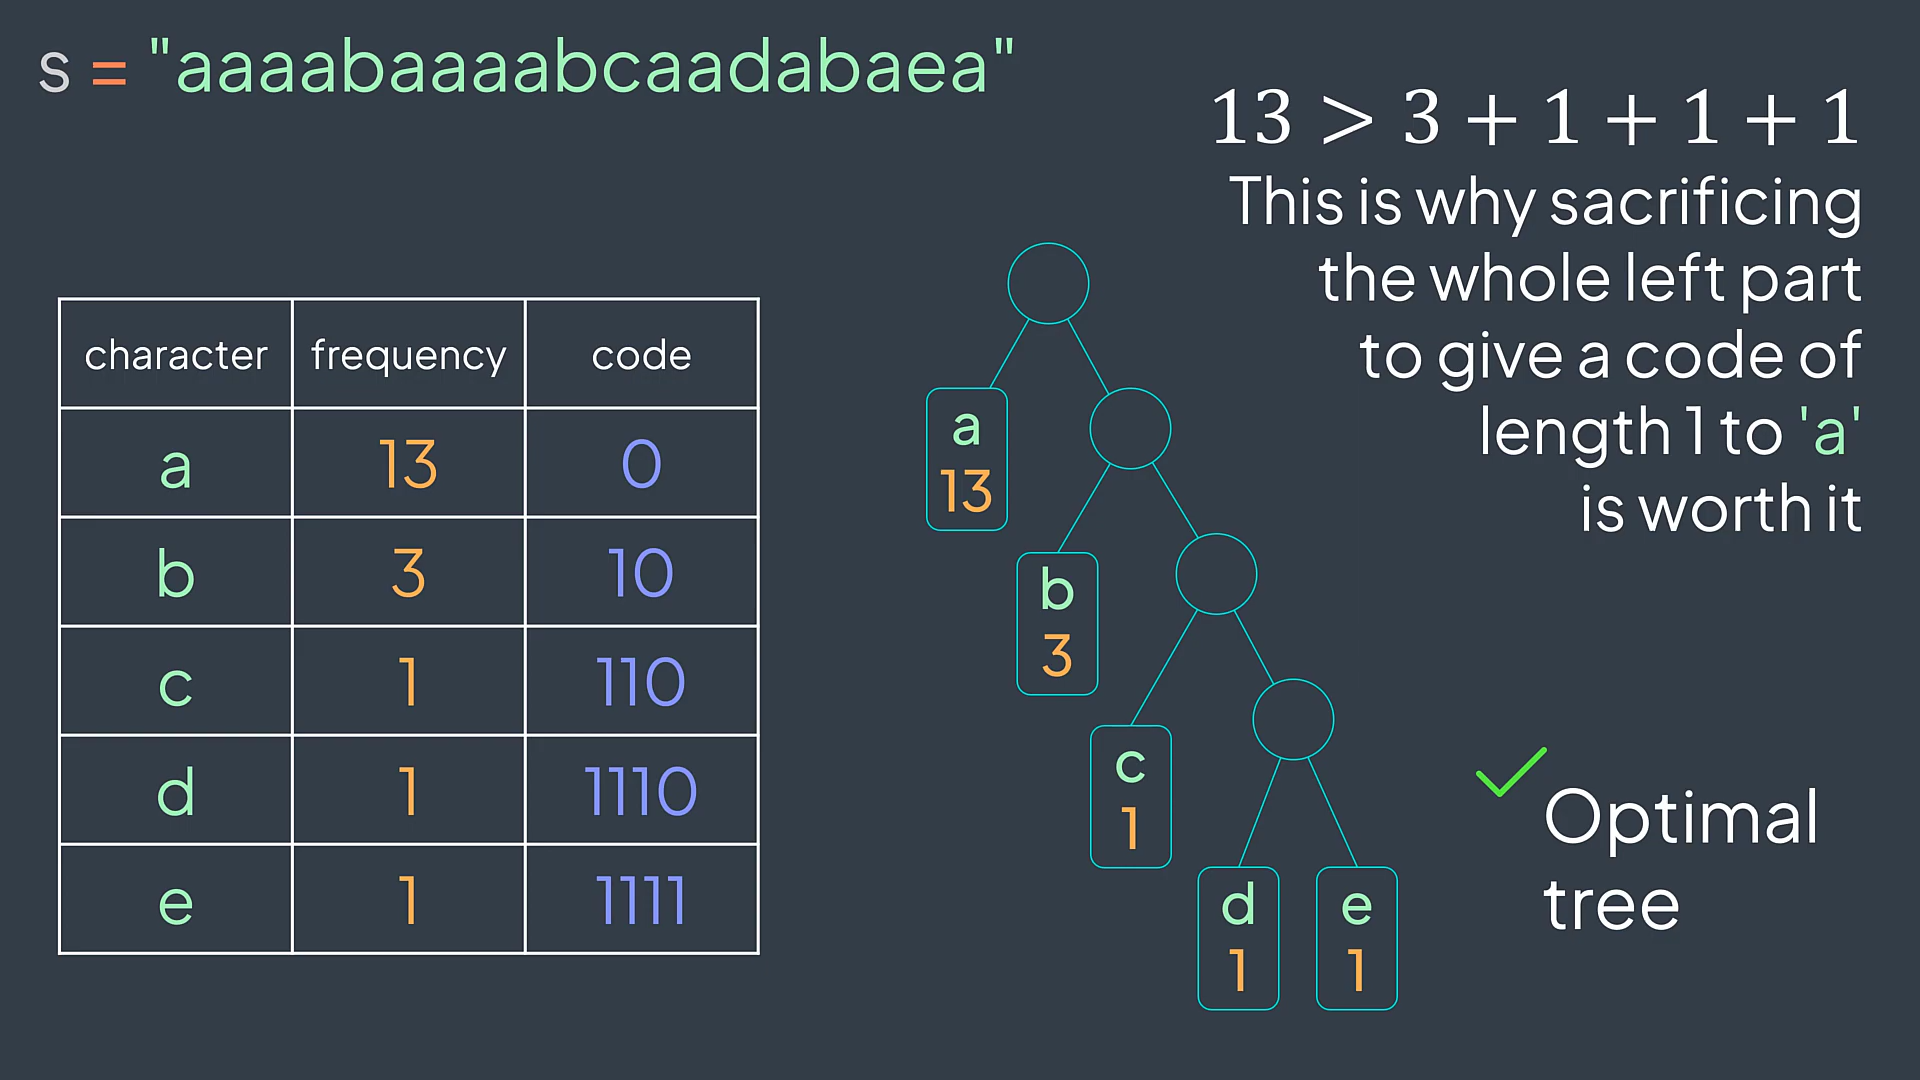 s = "aaaabaaaabcaadabaea"
13 > 3 + 1 + 1 + 1
This is why sacrificing
the whole left part
to give a code of
length 1 to 'a'
is worth it
character frequency code
a 13 0
b 3 10
c 1 110
d 1 1110
e 1 1111
a
13
b
3
c
1
d
1
e
1
Optimal
tree